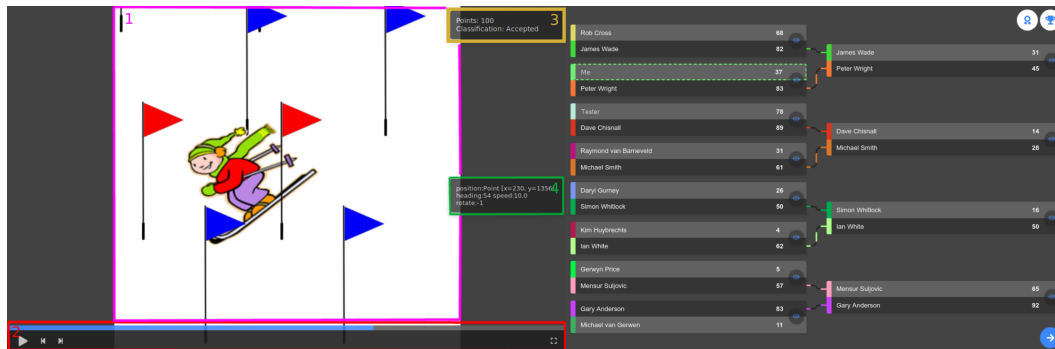 1
Points: 100
Classification: Accepted
3
position:Point [x=230, y=1356]
heading:54 speed:10.0
rotate:-1
4
2
Rob Cross 68
James Wade 82
Me 37
Peter Wright 83
Tester 78
Dave Chisnall 89
Raymond van Barneveld 31
Michael Smith 61
Daryl Gurney 26
Simon Whitlock 50
Kim Huybrechts 4
Ian White 62
Gerwyn Price 5
Mensur Suljovic 57
Gary Anderson 83
Michael van Gerwen 11
James Wade 31
Peter Wright 45
Dave Chisnall 14
Michael Smith 28
Simon Whitlock 16
Ian White 50
Mensur Suljovic 65
Gary Anderson 92